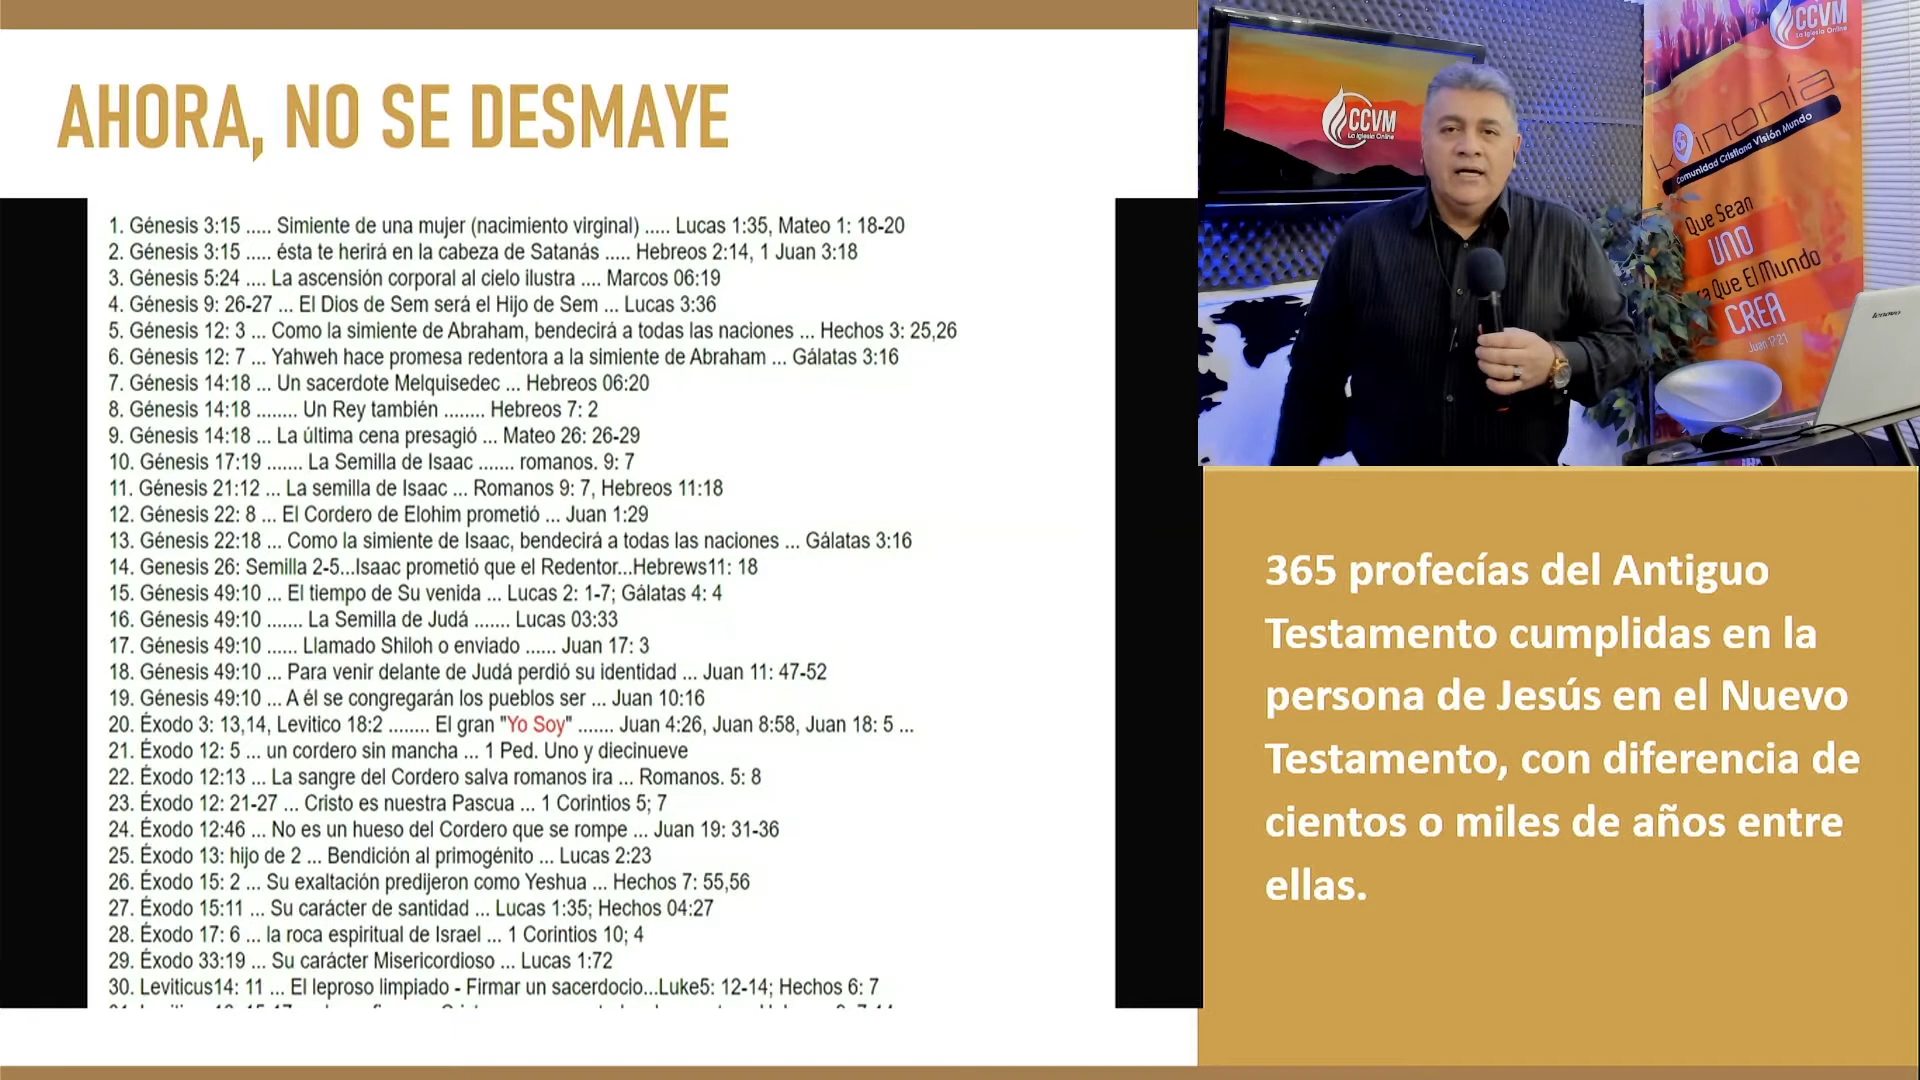 AHORA, NO SE DESMAYE
1. Génesis 3:15 ..... Simiente de una mujer (nacimiento virginal) ..... Lucas 1:35, Mateo 1: 18-20
2. Génesis 3:15 ..... ésta te herirá en la cabeza de Satanás ..... Hebreos 2:14, 1 Juan 3:18
3. Génesis 5:24 .... La ascensión corporal al cielo ilustra .... Marcos 06:19
4. Génesis 9: 26-27 ... El Dios de Sem será el Hijo de Sem ... Lucas 3:36
5. Génesis 12: 3 ... Como la simiente de Abraham, bendecirá a todas las naciones ... Hechos 3: 25,26
6. Génesis 12: 7 ... Yahweh hace promesa redentora a la simiente de Abraham ... Gálatas 3:16
7. Génesis 14:18 ... Un sacerdote Melquisedec ... Hebreos 06:20
8. Génesis 14:18 ........ Un Rey también ........ Hebreos 7: 2
9. Génesis 14:18 ... La última cena presagió ... Mateo 26: 26-29
10. Génesis 17:19 ....... La Semilla de Isaac ....... romanos. 9: 7
11. Génesis 21:12 ... La semilla de Isaac ... Romanos 9: 7, Hebreos 11:18
12. Génesis 22: 8 ... El Cordero de Elohim prometió ... Juan 1:29
13. Génesis 22:18 ... Como la simiente de Isaac, bendecirá a todas las naciones ... Gálatas 3:16
14. Genesis 26: Semilla 2-5...Isaac prometió que el Redentor...Hebrews11: 18
15. Génesis 49:10 ... El tiempo de Su venida ... Lucas 2: 1-7; Gálatas 4: 4
16. Génesis 49:10 ....... La Semilla de Judá ....... Lucas 03:33
17. Génesis 49:10 ...... Llamado Shiloh o enviado ...... Juan 17: 3
18. Génesis 49:10 ... Para venir delante de Judá perdió su identidad ... Juan 11: 47-52
19. Génesis 49:10 ... A él se congregarán los pueblos ser ... Juan 10:16
20. Éxodo 3: 13,14, Levitico 18:2 ........ El gran "Yo Soy" ....... Juan 4:26, Juan 8:58, Juan 18: 5 ...
21. Éxodo 12: 5 ... un cordero sin mancha ... 1 Ped. Uno y diecinueve
22. Éxodo 12:13 ... La sangre del Cordero salva romanos ira ... Romanos. 5: 8
23. Éxodo 12: 21-27 ... Cristo es nuestra Pascua ... 1 Corintios 5; 7
24. Éxodo 12:46 ... No es un hueso del Cordero que se rompe ... Juan 19: 31-36
25. Éxodo 13: hijo de 2 ... Bendición al primogénito ... Lucas 2:23
26. Éxodo 15: 2 ... Su exaltación predijeron como Yeshua ... Hechos 7: 55,56
27. Éxodo 15:11 ... Su carácter de santidad ... Lucas 1:35; Hechos 04:27
28. Éxodo 17: 6 ... la roca espiritual de Israel ... 1 Corintios 10; 4
29. Éxodo 33:19 ... Su carácter Misericordioso ... Lucas 1:72
30. Leviticus14: 11 ... El leproso limpiado - Firmar un sacerdocio...Luke5: 12-14; Hechos 6: 7
CCVM
La Iglesia Online
CCVM
La Iglesia Online
koinonía
Comunidad Cristiana Visión Mundo
Que Sean
UNO
Que El Mundo
CREA
Juan 17:21
lenovo
365 profecías del Antiguo
Testamento cumplidas en la
persona de Jesús en el Nuevo
Testamento, con diferencia de
cientos o miles de años entre
ellas.